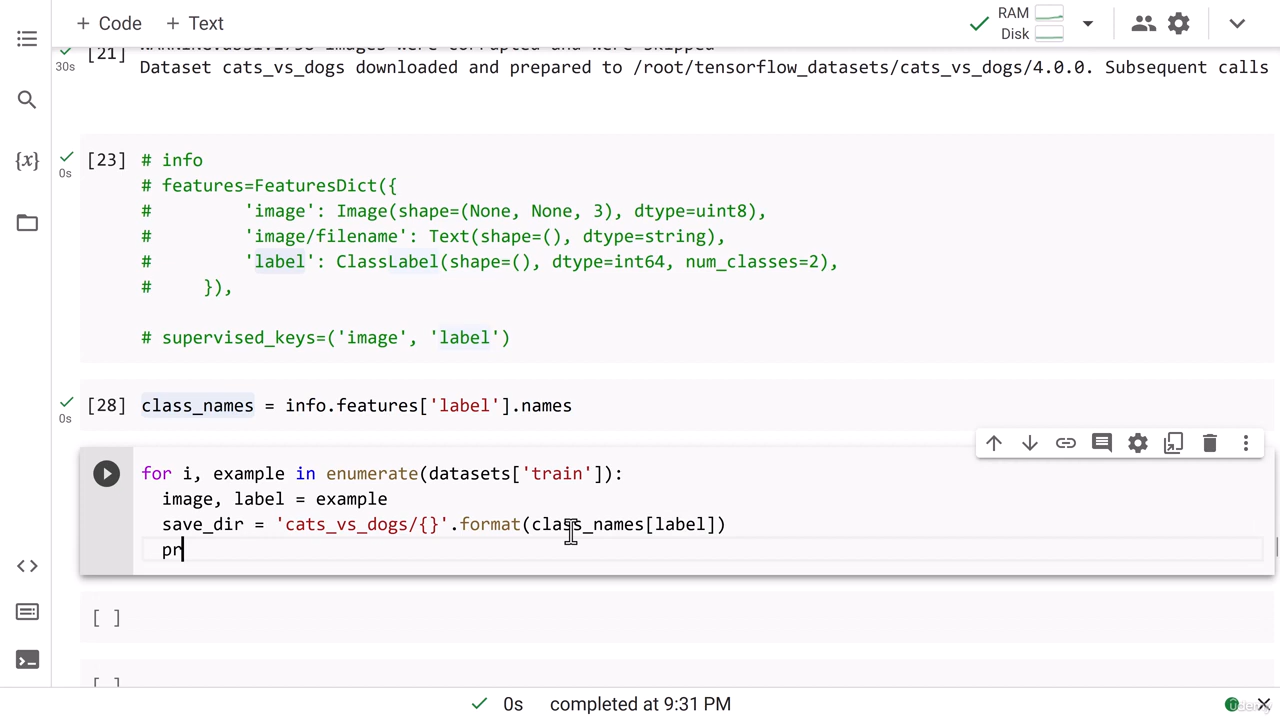 + Code + Text
RAM
Disk
[21]
30s
Dataset cats_vs_dogs downloaded and prepared to /root/tensorflow_datasets/cats_vs_dogs/4.0.0. Subsequent calls
[23] # info
0s
# features=FeaturesDict({
# 'image': Image(shape=(None, None, 3), dtype=uint8),
# 'image/filename': Text(shape=(), dtype=string),
# 'label': ClassLabel(shape=(), dtype=int64, num_classes=2),
# }),
# supervised_keys=('image', 'label')
[28] class_names = info.features['label'].names
0s
for i, example in enumerate(datasets['train']):
image, label = example
save_dir = 'cats_vs_dogs/{}'.format(class_names[label])
pr
[ ]
[ ]
0s completed at 9:31 PM
udemy